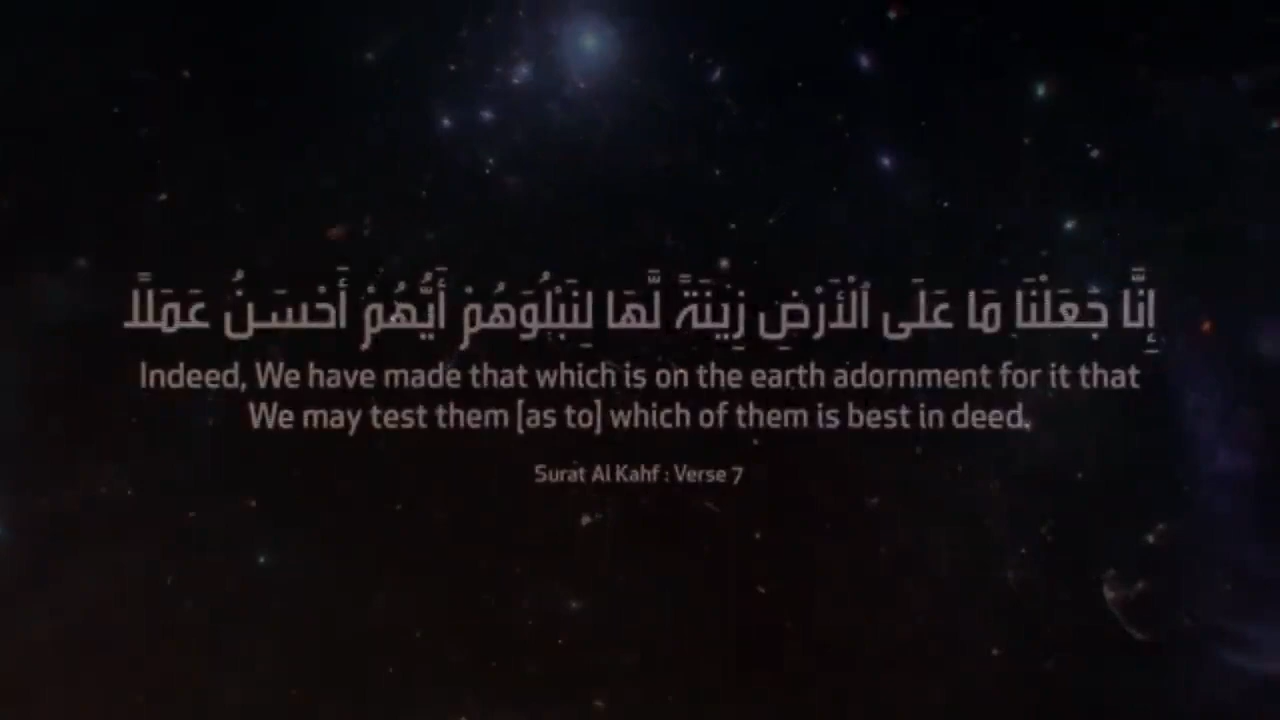 إِنَّا جَعَلْنَا مَا عَلَى الْأَرْضِ زِينَةً لَّهَا لِنَبْلُوَهُمْ أَيُّهُمْ أَحْسَنُ عَمَلًا
Indeed, We have made that which is on the earth adornment for it that
We may test them [as to] which of them is best in deed.
Surat Al Kahf : Verse 7